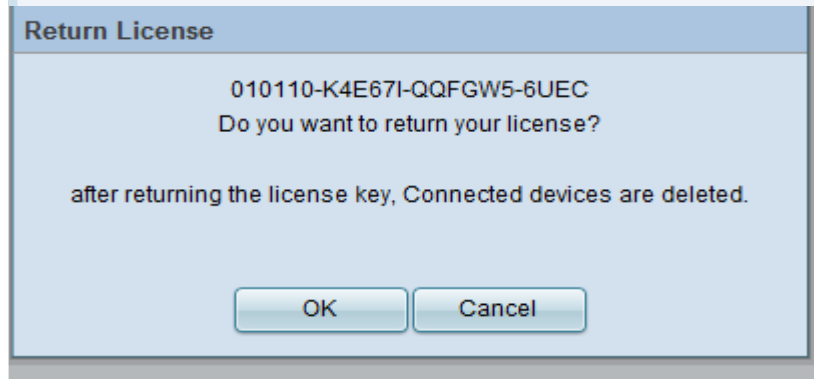 Return License
010110-K4E67I-QQFGW5-6UEC
Do you want to return your license?
after returning the license key, Connected devices are deleted.
OK
Cancel